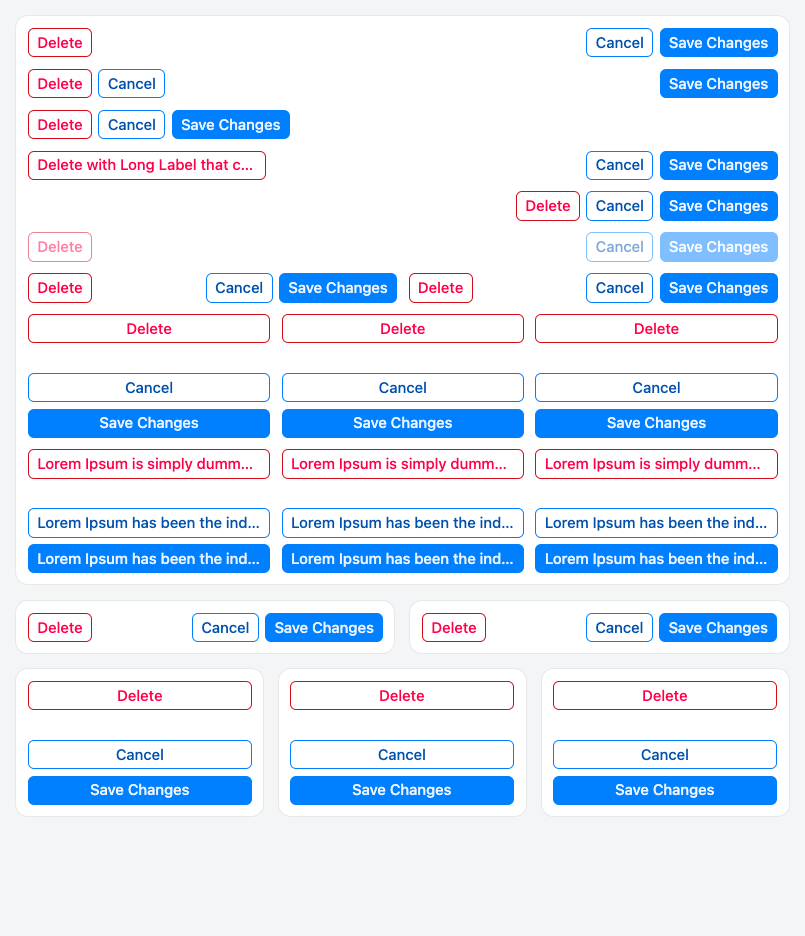 Delete Cancel Save Changes
Delete Cancel Save Changes
Delete Cancel Save Changes
Delete with Long Label that c... Cancel Save Changes
Delete Cancel Save Changes
Delete Cancel Save Changes
Delete Cancel Save Changes Delete Cancel Save Changes
Delete Delete Delete
Cancel Cancel Cancel
Save Changes Save Changes Save Changes
Lorem Ipsum is simply dumm... Lorem Ipsum is simply dumm... Lorem Ipsum is simply dumm...
Lorem Ipsum has been the ind... Lorem Ipsum has been the ind... Lorem Ipsum has been the ind...
Lorem Ipsum has been the ind... Lorem Ipsum has been the ind... Lorem Ipsum has been the ind...
Delete Cancel Save Changes Delete Cancel Save Changes
Delete Delete Delete
Cancel Cancel Cancel
Save Changes Save Changes Save Changes